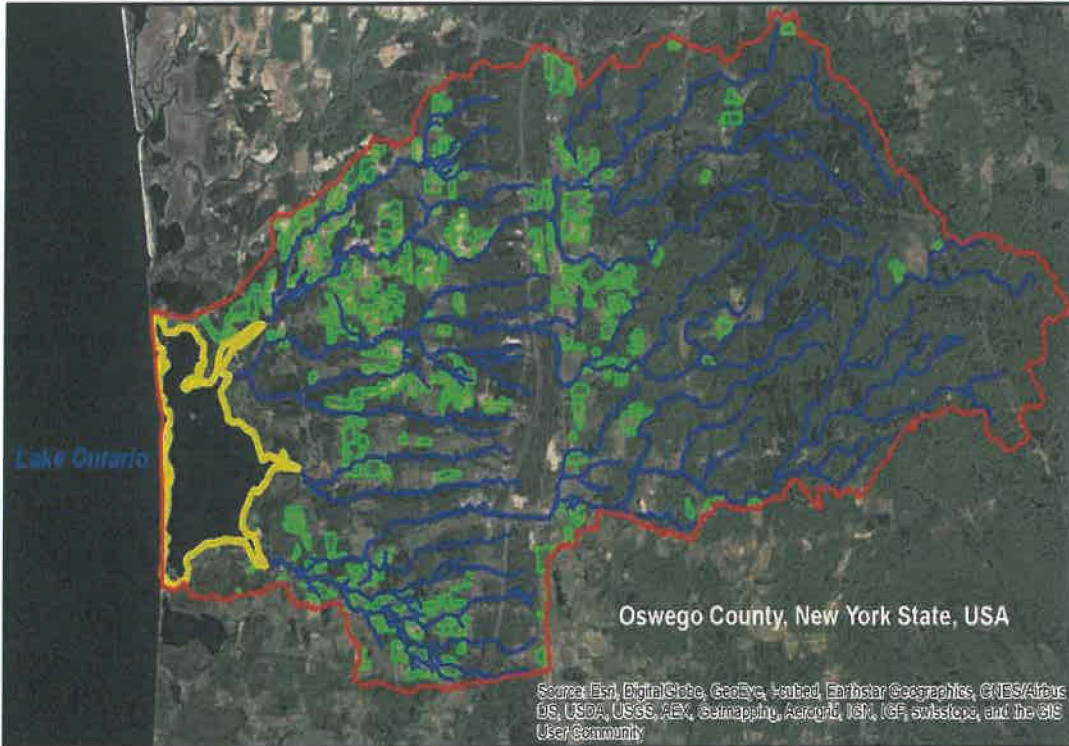 Lake Ontario
Oswego County, New York State, USA
Source: Esri, DigitalGlobe, GeoEye, i-cubed, Earthstar Geographics, CNES/Airbus
DS, USDA, USGS, AEX, Getmapping, Aerogrid, IGN, IGP, swisstopo, and the GIS
User Community